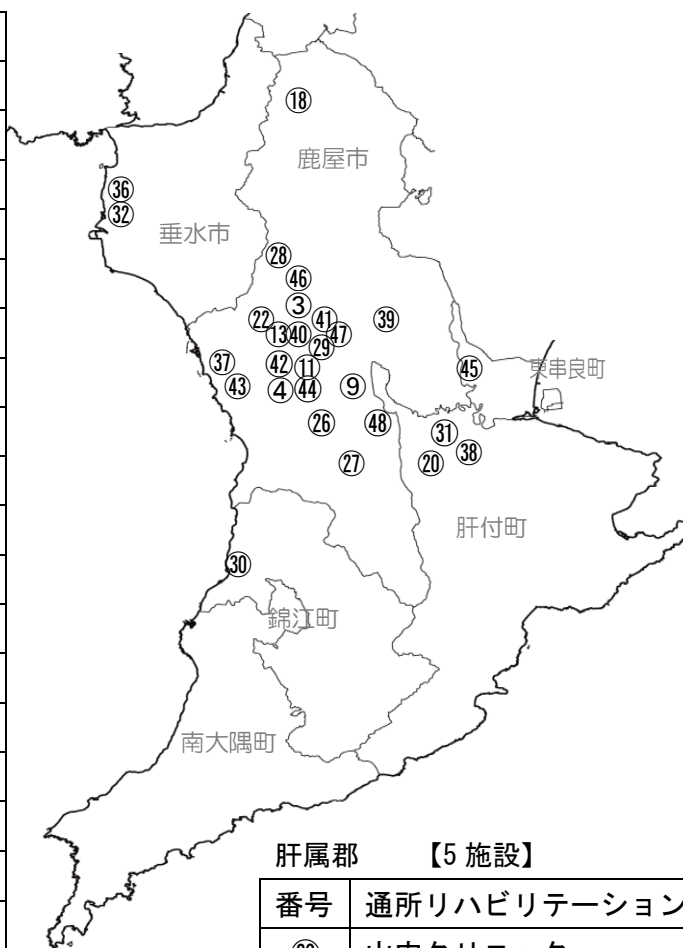 ⑱
鹿屋市
㊱
㉜
垂水市
㉘
㊻
③
㉒ ㊶ ㊴
⑬ ㊵ ㊼
㉙
㊲ ㊷ ⑪ ㊺ 東串良町
㊸ ④ ㊹ ⑨
㉖ ㊽ ㉛
㊳
㉗ ⑳
肝付町
㉚
錦江町
南大隅町
肝属郡 【5 施設】
番号 通所リハビリテーション